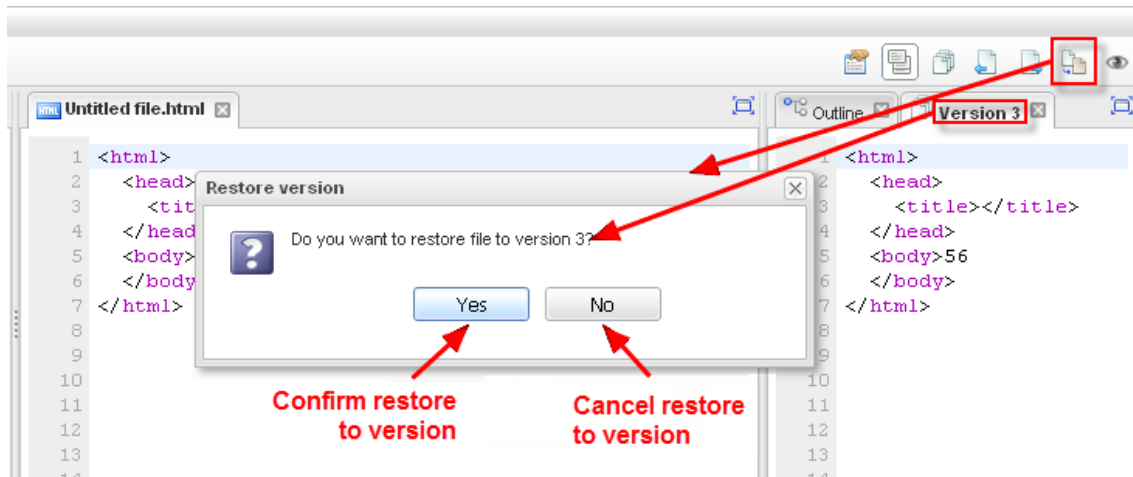 HTML Untitled file.html
Outline Version 3
1 <html>
2 <head>
3 <tit
4 </head
5 <body>
6 </body
7 </html>
8
9
10
11
12
13
14
Restore version
Do you want to restore file to version 3?
Yes No
Confirm restore
to version
Cancel restore
to version
1 <html>
2 <head>
3 <title></title>
4 </head>
5 <body>56
6 </body>
7 </html>
8
9
10
11
12
13
14